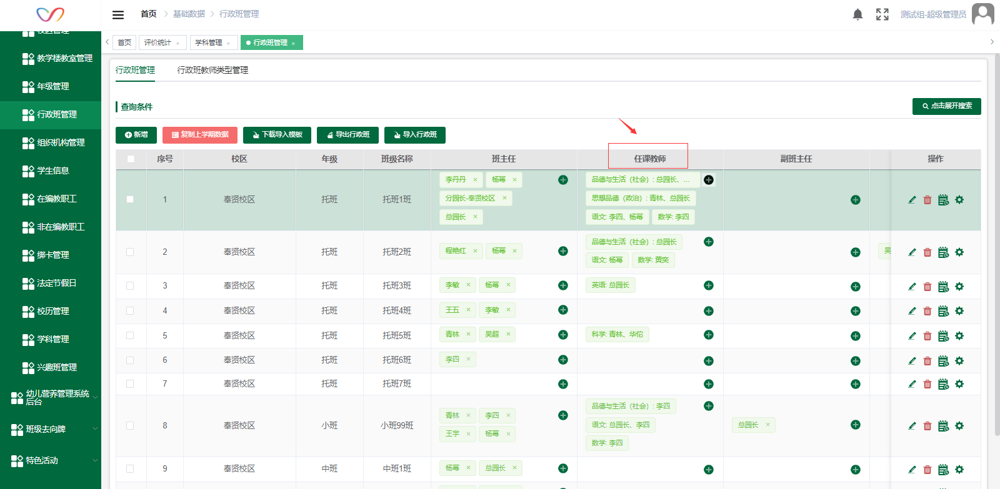 首页 基础数据 行政班管理
测试组-超级管理员
首页 评价统计 × 学科管理 × 行政班管理 ×
教学楼教室管理
年级管理
行政班管理
组织机构管理
学生信息
在编教职工
非在编教职工
绑卡管理
法定节假日
校历管理
学科管理
兴趣班管理
幼儿营养管理系统
后台
班级去向牌
特色活动
行政班管理 行政班教师类型管理
查询条件
点击展开搜索
新增 复制上学期数据 下载导入模板 导出行政班 导入行政班
序号 校区 年级 班级名称 班主任 任课教师 副班主任 操作
1 奉贤校区 托班 托班1班
李丹丹 × 杨幂 ×
分园长-奉贤校区 ×
总园长 ×
品德与生活（社会）: 总园长、...
思想品德（政治）: 青林、总园长
语文: 李四、杨幂 数学: 李四
2 奉贤校区 托班 托班2班
程艳红 × 杨幂 ×
品德与生活（社会）: 总园长
语文: 杨幂 数学: 黄奕
吴
3 奉贤校区 托班 托班3班 李敏 × 杨幂 × 英语: 总园长
4 奉贤校区 托班 托班4班 王五 × 李敏 ×
5 奉贤校区 托班 托班5班 青林 × 吴超 × 科学: 青林、华佗
6 奉贤校区 托班 托班6班 李四 ×
7 奉贤校区 托班 托班7班
8 奉贤校区 小班 小班99班
青林 × 李四 ×
王宇 × 杨幂 ×
品德与生活（社会）: 李四
语文: 总园长、李四
数学: 李四
总园长 ×
9 奉贤校区 中班 中班1班 杨幂 × 总园长 ×